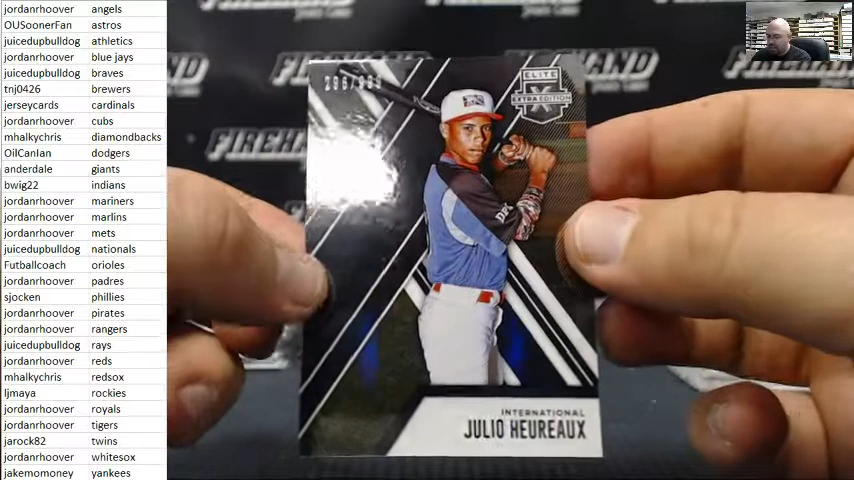 jordanrhoover angels
OUSoonerFan astros
juicedupbulldog athletics
jordanrhoover blue jays
juicedupbulldog braves
tnj0426 brewers
jerseycards cardinals
jordanrhoover cubs
mhalkychris diamondbacks
OilCanIan dodgers
anderdale giants
bwig22 indians
jordanrhoover mariners
jordanrhoover marlins
jordanrhoover mets
juicedupbulldog nationals
Futballcoach orioles
jordanrhoover padres
sjocken phillies
jordanrhoover pirates
jordanrhoover rangers
juicedupbulldog rays
jordanrhoover reds
mhalkychris redsox
ljmaya rockies
jordanrhoover royals
jordanrhoover tigers
jarock82 twins
jordanrhoover whitesox
jakemomoney yankees
FIREHAND
ELITE
X
EXTRA EDITION
INTERNATIONAL
JULIO HEUREAUX